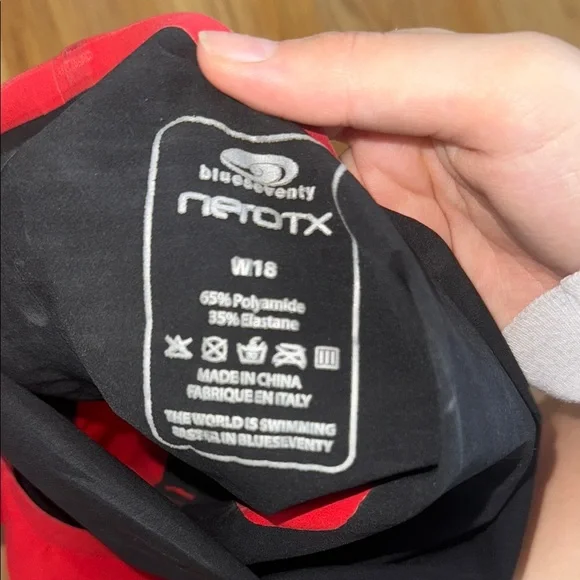 blueseventy
nerotx
W18
65% Polyamide
35% Elastane
MADE IN CHINA
FABRIQUE EN ITALY
THE WORLD IS SWIMMING
FASTER IN BLUESEVENTY